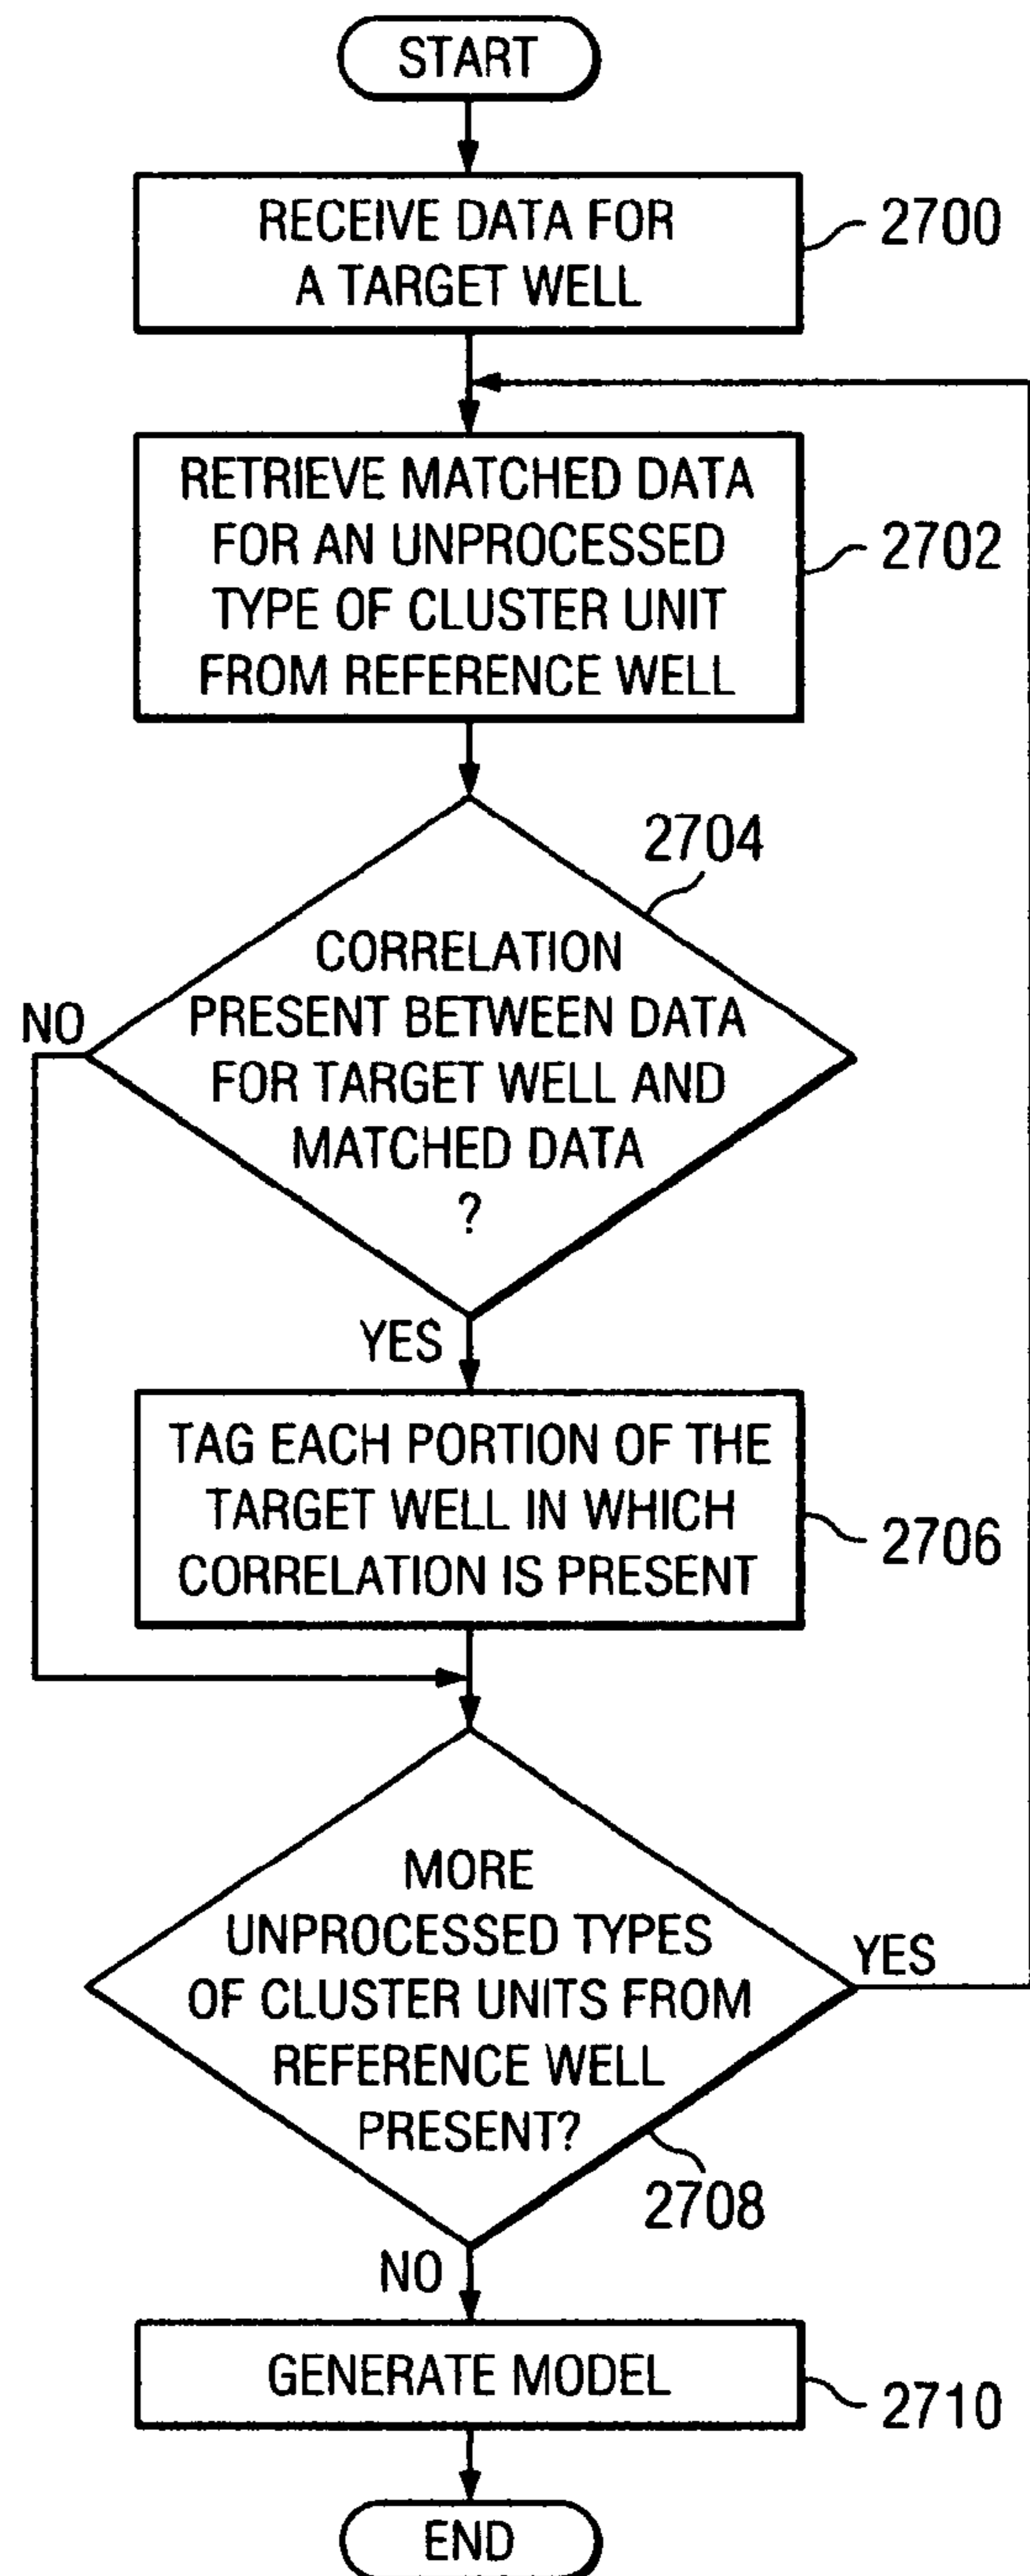 START
RECEIVE DATA FOR
A TARGET WELL
2700
RETRIEVE MATCHED DATA
FOR AN UNPROCESSED
TYPE OF CLUSTER UNIT
FROM REFERENCE WELL
2702
2704
CORRELATION
PRESENT BETWEEN DATA
FOR TARGET WELL AND
MATCHED DATA
?
NO
YES
TAG EACH PORTION OF THE
TARGET WELL IN WHICH
CORRELATION IS PRESENT
2706
MORE
UNPROCESSED TYPES
OF CLUSTER UNITS FROM
REFERENCE WELL
PRESENT?
YES
2708
NO
GENERATE MODEL
2710
END